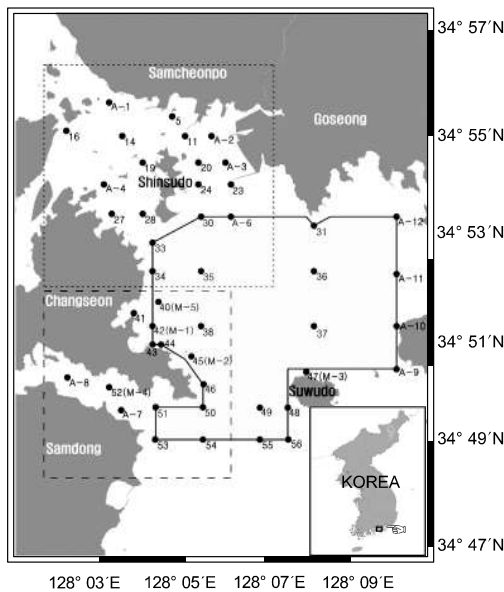 34° 57′N
Samcheonpo
A-1
5
Goseong
16
14
11
A-2
34° 55′N
19
20
A-3
Shinsudo
A-4
24
23
27
28
30
A-6
31
A-12
34° 53′N
33
34
35
36
A-11
Changseon
40(M-5)
41
42(M-1)
38
37
A-10
43
44
34° 51′N
45(M-2)
A-8
52(M-4)
46
47(M-3)
A-9
Suwudo
A-7
51
50
49
48
Samdong
53
54
55
56
34° 49′N
KOREA
34° 47′N
128° 03′E
128° 05′E
128° 07′E
128° 09′E